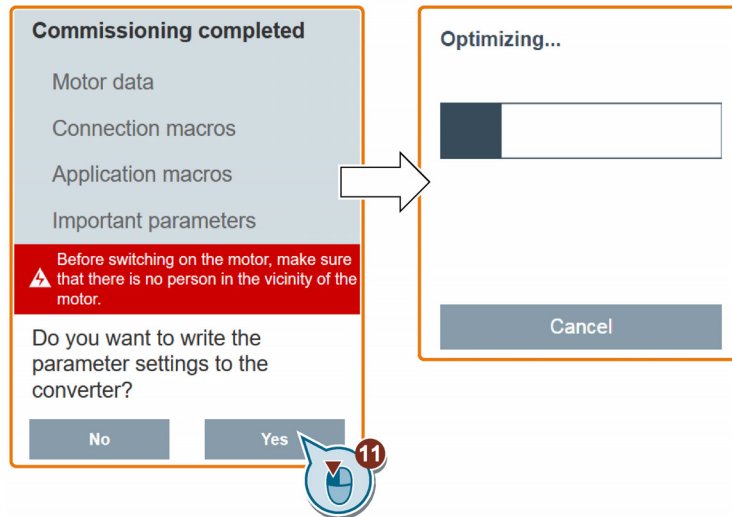 Commissioning completed
Motor data
Connection macros
Application macros
Important parameters
Before switching on the motor, make sure
that there is no person in the vicinity of the
motor.
Do you want to write the
parameter settings to the
converter?
No
Yes
11
Optimizing...
Cancel